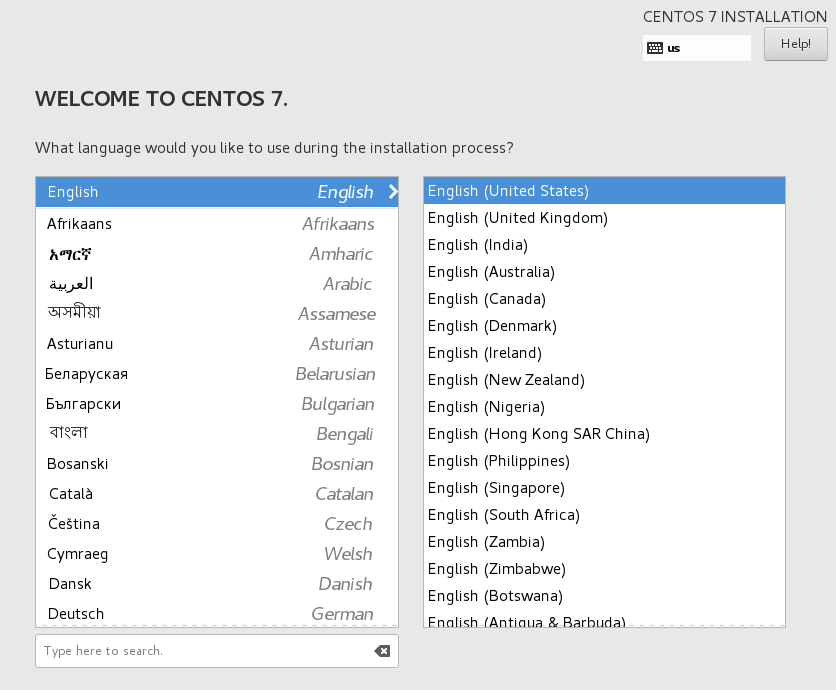 CENTOS 7 INSTALLATION
us
Help!
WELCOME TO CENTOS 7.
What language would you like to use during the installation process?
English English
Afrikaans Afrikaans
አማርኛ Amharic
العربية Arabic
অসমীয়া Assamese
Asturianu Asturian
Беларуская Belarusian
Български Bulgarian
বাংলা Bengali
Bosanski Bosnian
Català Catalan
Čeština Czech
Cymraeg Welsh
Dansk Danish
Deutsch German
Type here to search.
English (United States)
English (United Kingdom)
English (India)
English (Australia)
English (Canada)
English (Denmark)
English (Ireland)
English (New Zealand)
English (Nigeria)
English (Hong Kong SAR China)
English (Philippines)
English (Singapore)
English (South Africa)
English (Zambia)
English (Zimbabwe)
English (Botswana)
English (Antigua & Barbuda)